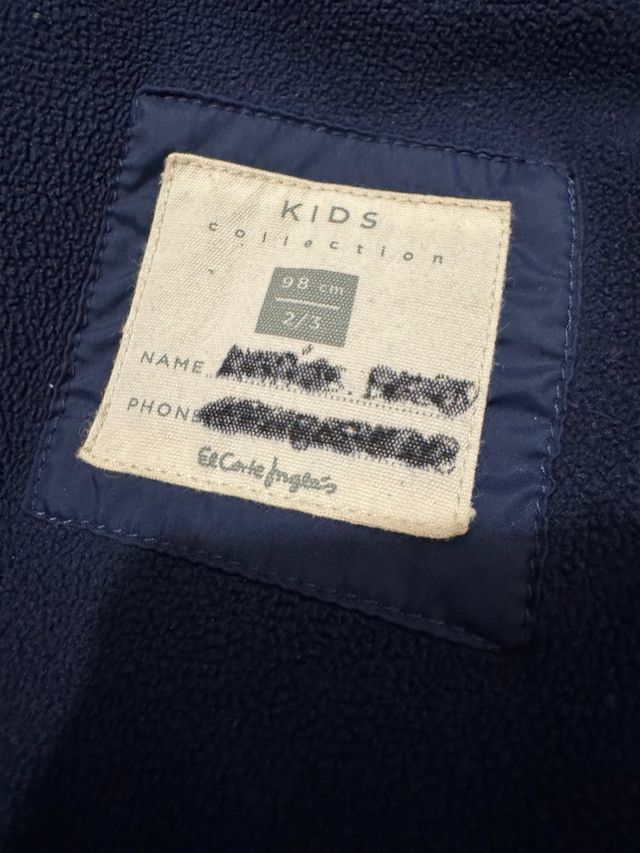 KIDS
collection
98 cm
2/3
NAME
PHONE
El Corte Inglés